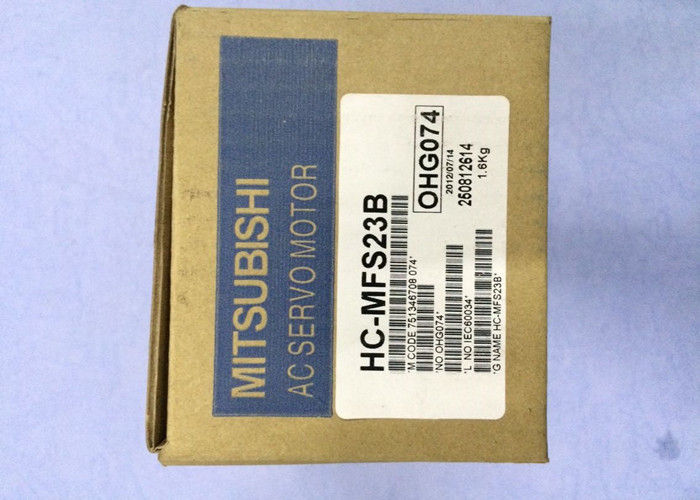 MITSUBISHI
AC SERVO MOTOR
HC-MFS23B
OHG074
2012/07/14
250812614
1.6Kg
*M CODE 751346708 074*
*NO OHG074*
*L. NO IEC60034*
*G NAME HC-MFS23B*